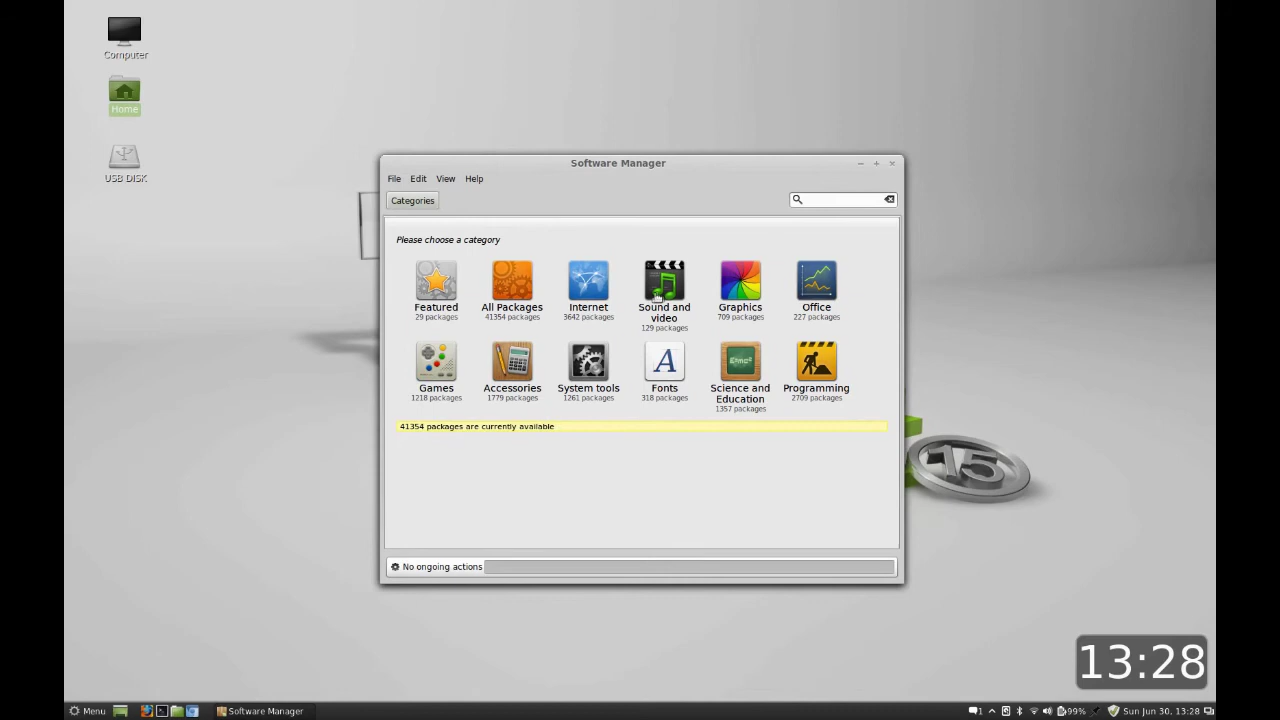 Computer
Home
USB DISK
Software Manager
File Edit View Help
Categories
Please choose a category
Featured
29 packages
All Packages
41354 packages
Internet
3642 packages
Sound and
video
129 packages
Graphics
709 packages
Office
227 packages
Games
1218 packages
Accessories
1779 packages
System tools
1261 packages
A
Fonts
318 packages
E=mc²
Science and
Education
1357 packages
Programming
2709 packages
41354 packages are currently available
15
No ongoing actions
13:28
Menu
Software Manager
1
99%
Sun Jun 30, 13:28